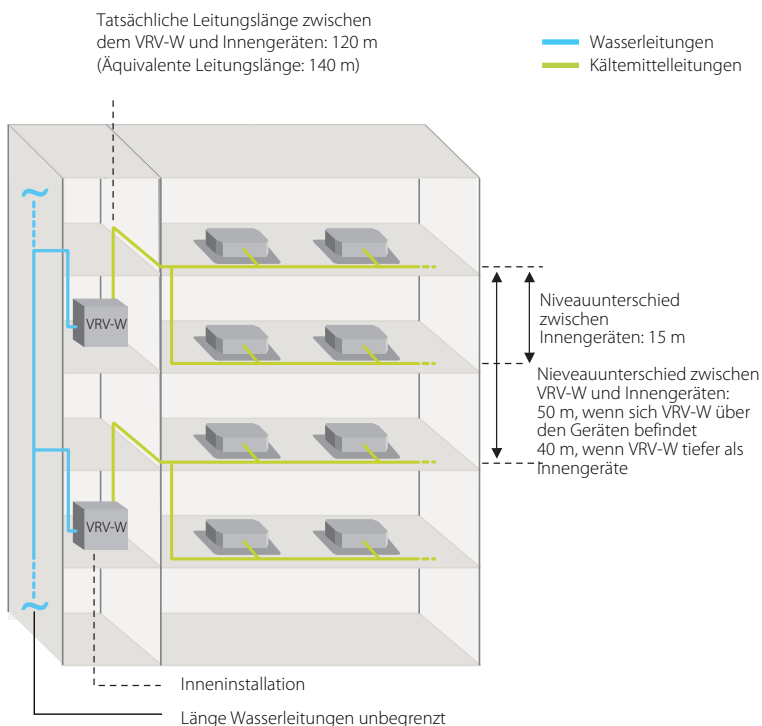 Tatsächliche Leitungslänge zwischen
dem VRV-W und Innengeräten: 120 m
(Äquivalente Leitungslänge: 140 m)
Wasserleitungen
Kältemittelleitungen
VRV-W
Niveauunterschied
zwischen
Innengeräten: 15 m
Nieveauunterschied zwischen
VRV-W und Innengeräten:
50 m, wenn sich VRV-W über
den Geräten befindet
40 m, wenn VRV-W tiefer als
Innengeräte
VRV-W
Inneninstallation
Länge Wasserleitungen unbegrenzt